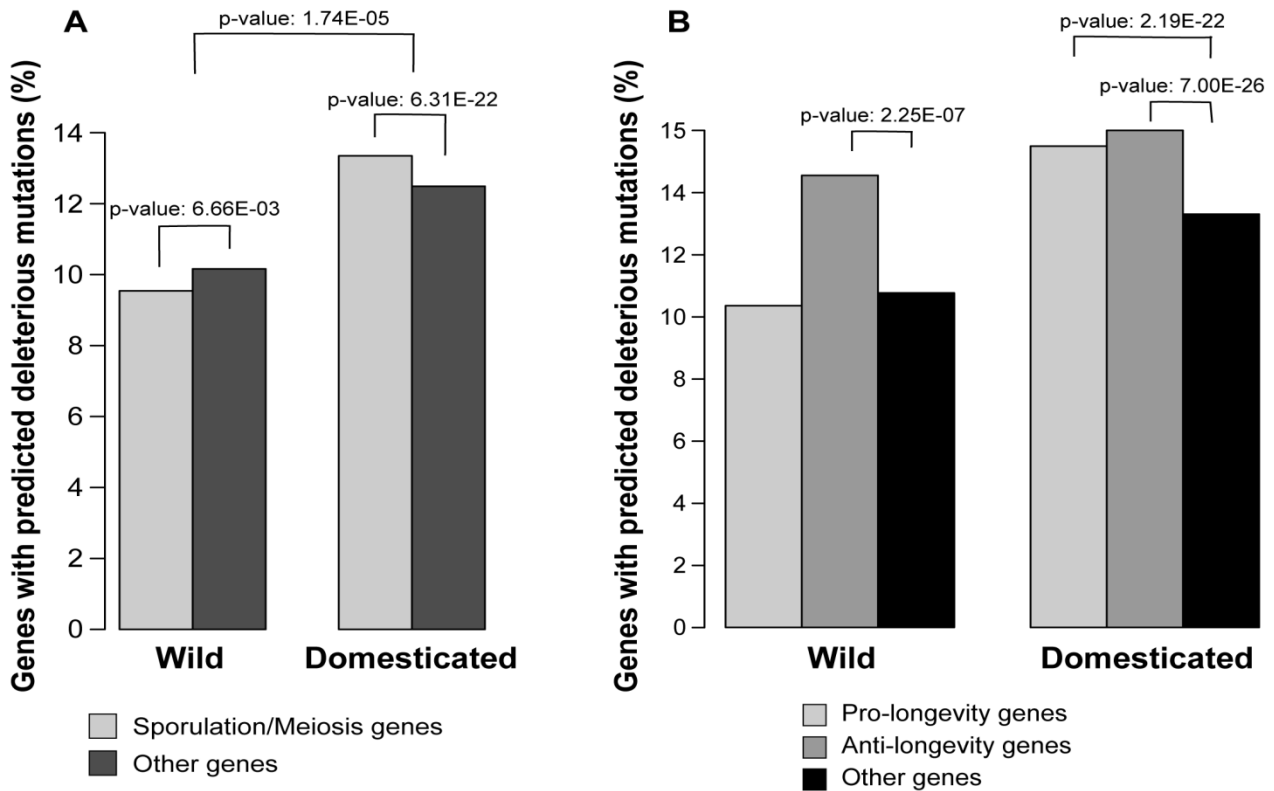 A
p-value: 1.74E-05
p-value: 6.31E-22
p-value: 6.66E-03
Genes with predicted deleterious mutations (%)
14
12
10
8
6
4
2
0
Wild
Domesticated
Sporulation/Meiosis genes
Other genes
B
p-value: 2.19E-22
p-value: 7.00E-26
p-value: 2.25E-07
Genes with predicted deleterious mutations (%)
15
14
12
10
8
6
4
2
0
Wild
Domesticated
Pro-longevity genes
Anti-longevity genes
Other genes